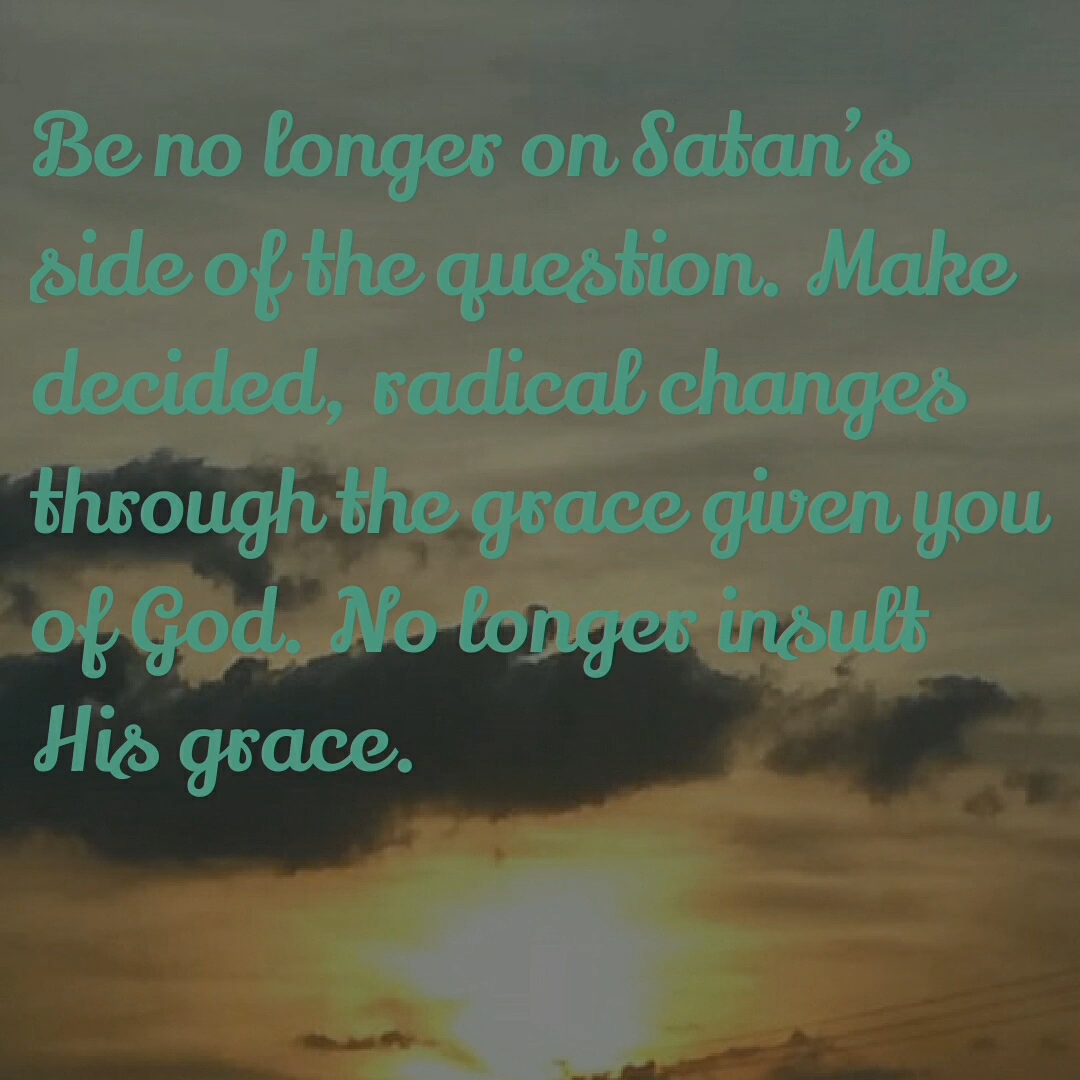 Be no longer on Satan’s
side of the question. Make
decided, radical changes
through the grace given you
of God. No longer insult
His grace.